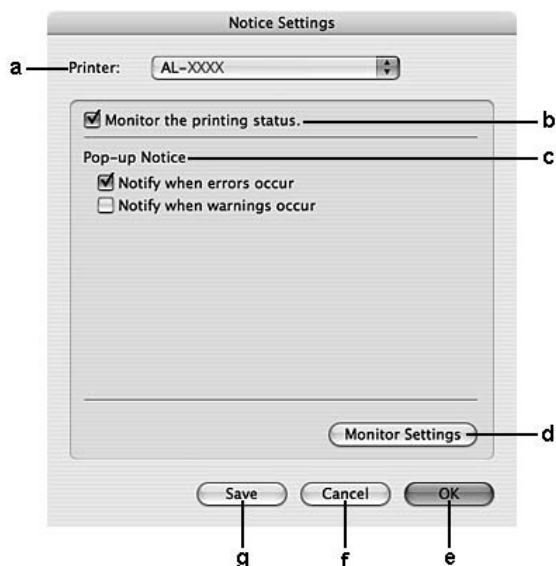 Notice Settings
a Printer: AL-XXXX
Monitor the printing status. b
Pop-up Notice c
Notify when errors occur
Notify when warnings occur
Monitor Settings d
Save Cancel OK
g f e